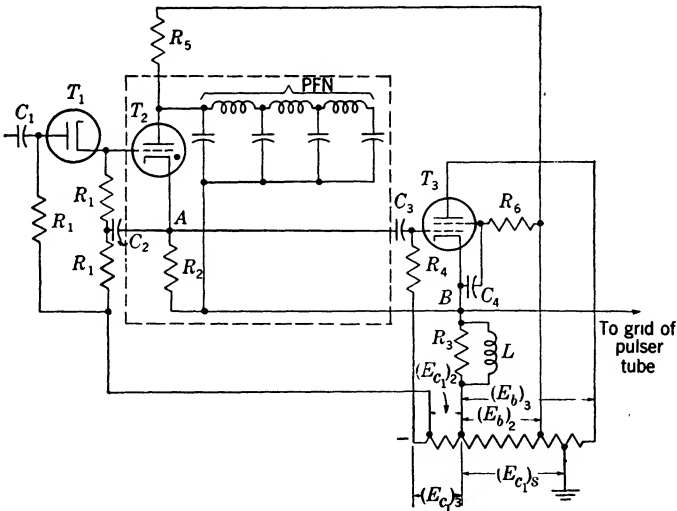 R5
PFN
T1
C1
T2
T3
R1
R1
C2
A
C3
R6
R1
R2
R4
C4
B
To grid of
pulser
tube
R3
L
(Ec1)2
(Eb)3
(Eb)2
–
(Ec1)3
(Ec1)s